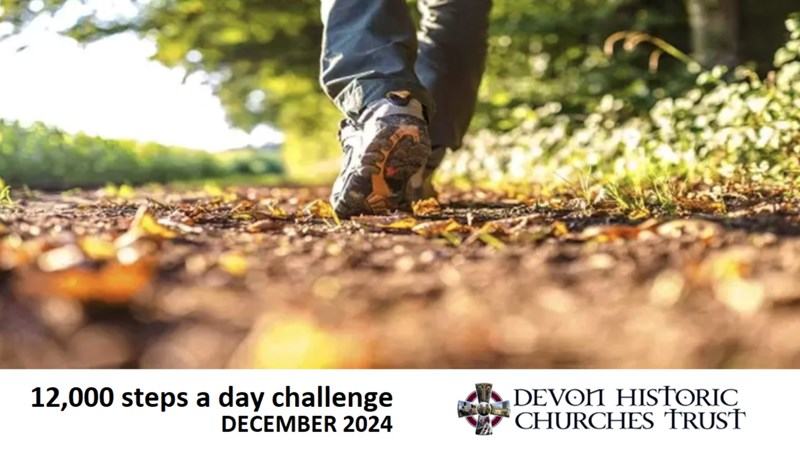 12,000 steps a day challenge
DECEMBER 2024
DEVON HISTORIC
CHURCHES TRUST